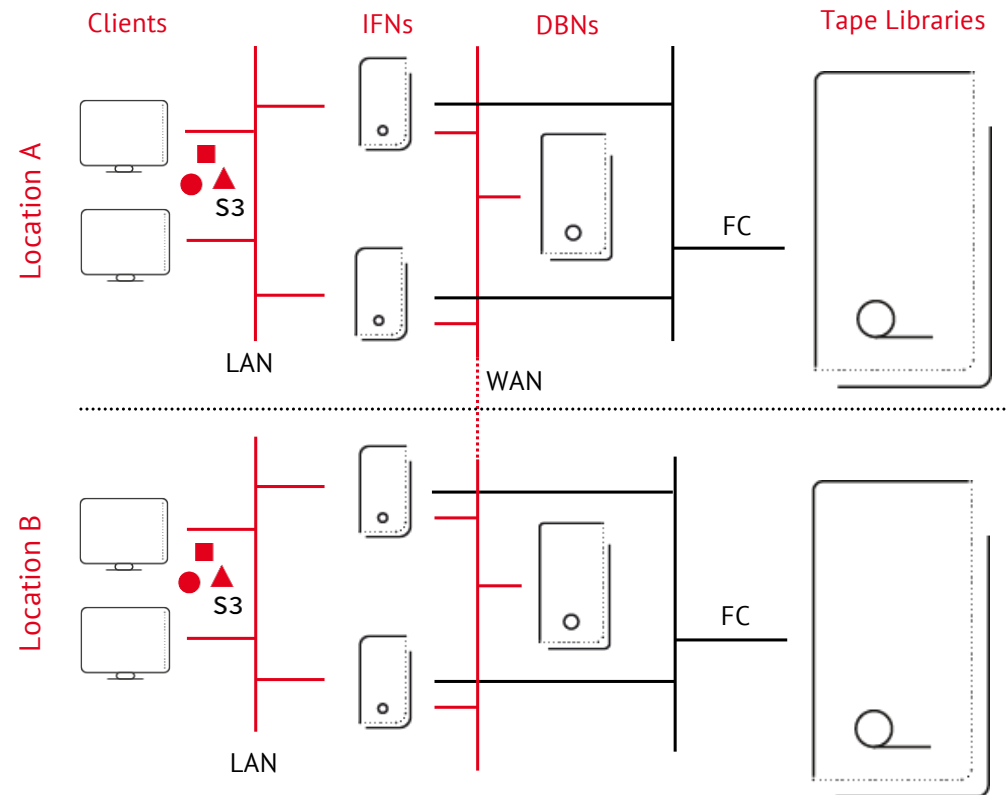 Clients
IFNs
DBNs
Tape Libraries
Location A
S3
FC
LAN
WAN
Location B
S3
FC
LAN